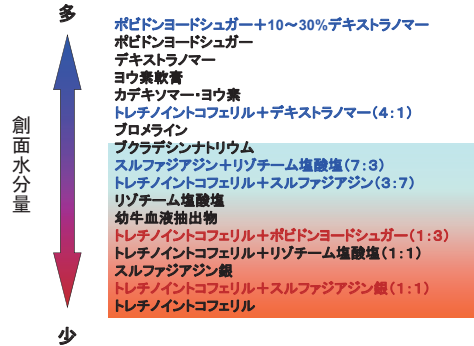 多
ポビドンヨードシュガー＋10～30%デキストラノマー
ポビドンヨードシュガー
デキストラノマー
ヨウ素軟膏
カデキソマー・ヨウ素
トレチノイントコフェリル＋デキストラノマー（4：1）
ブロメライン
ブクラデシンナトリウム
スルファジアジン＋リゾチーム塩酸塩（7：3）
トレチノイントコフェリル＋スルファジアジン（3：7）
リゾチーム塩酸塩
幼牛血液抽出物
トレチノイントコフェリル＋ポビドンヨードシュガー（1：3）
トレチノイントコフェリル＋リゾチーム塩酸塩（1：1）
スルファジアジン銀
トレチノイントコフェリル＋スルファジアジン銀（1：1）
トレチノイントコフェリル
創面水分量
少